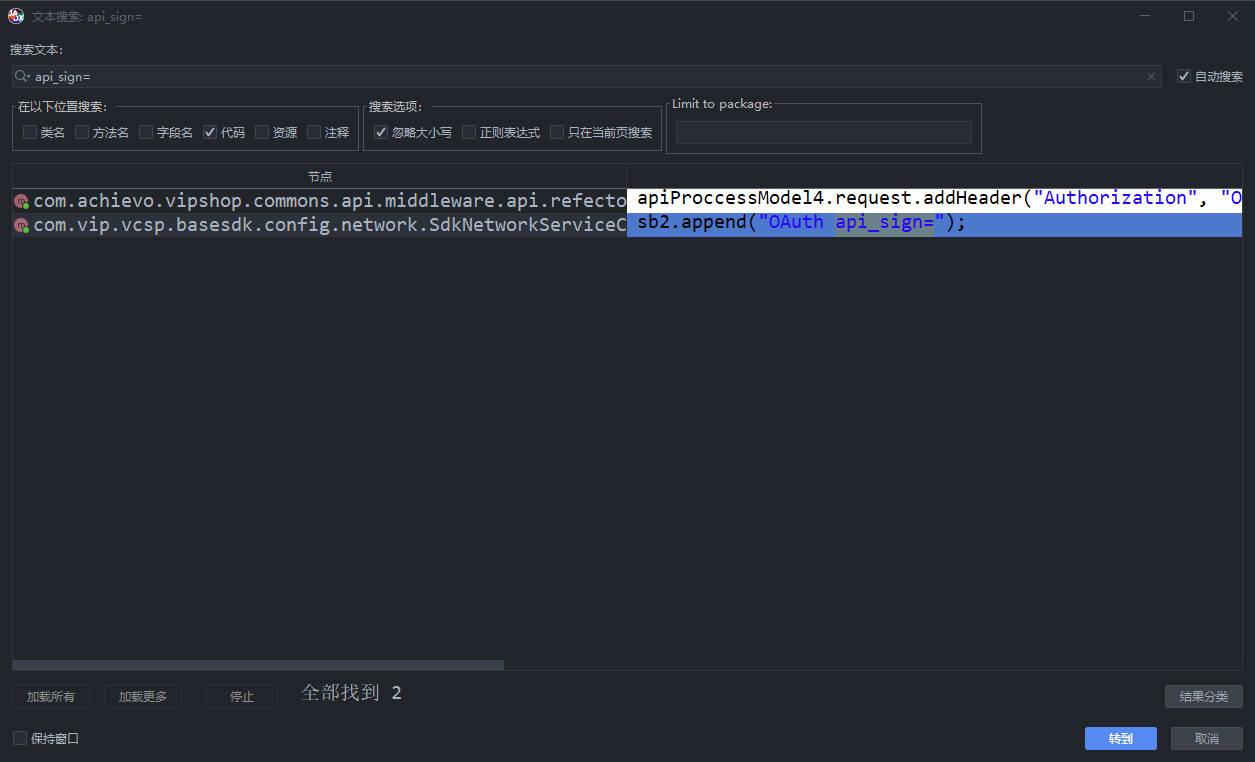 文本搜索: api_sign=
搜索文本:
api_sign=
自动搜索
在以下位置搜索:
类名 方法名 字段名 代码 资源 注释
搜索选项:
忽略大小写 正则表达式 只在当前页搜索
Limit to package:
节点
com.achievo.vipshop.commons.api.middleware.api.refecto apiProccessModel4.request.addHeader("Authorization", "O
com.vip.vcsp.basesdk.config.network.SdkNetworkServiceC sb2.append("OAuth api_sign=");
加载所有 加载更多 停止 全部找到 2 结果分类
保持窗口 转到 取消